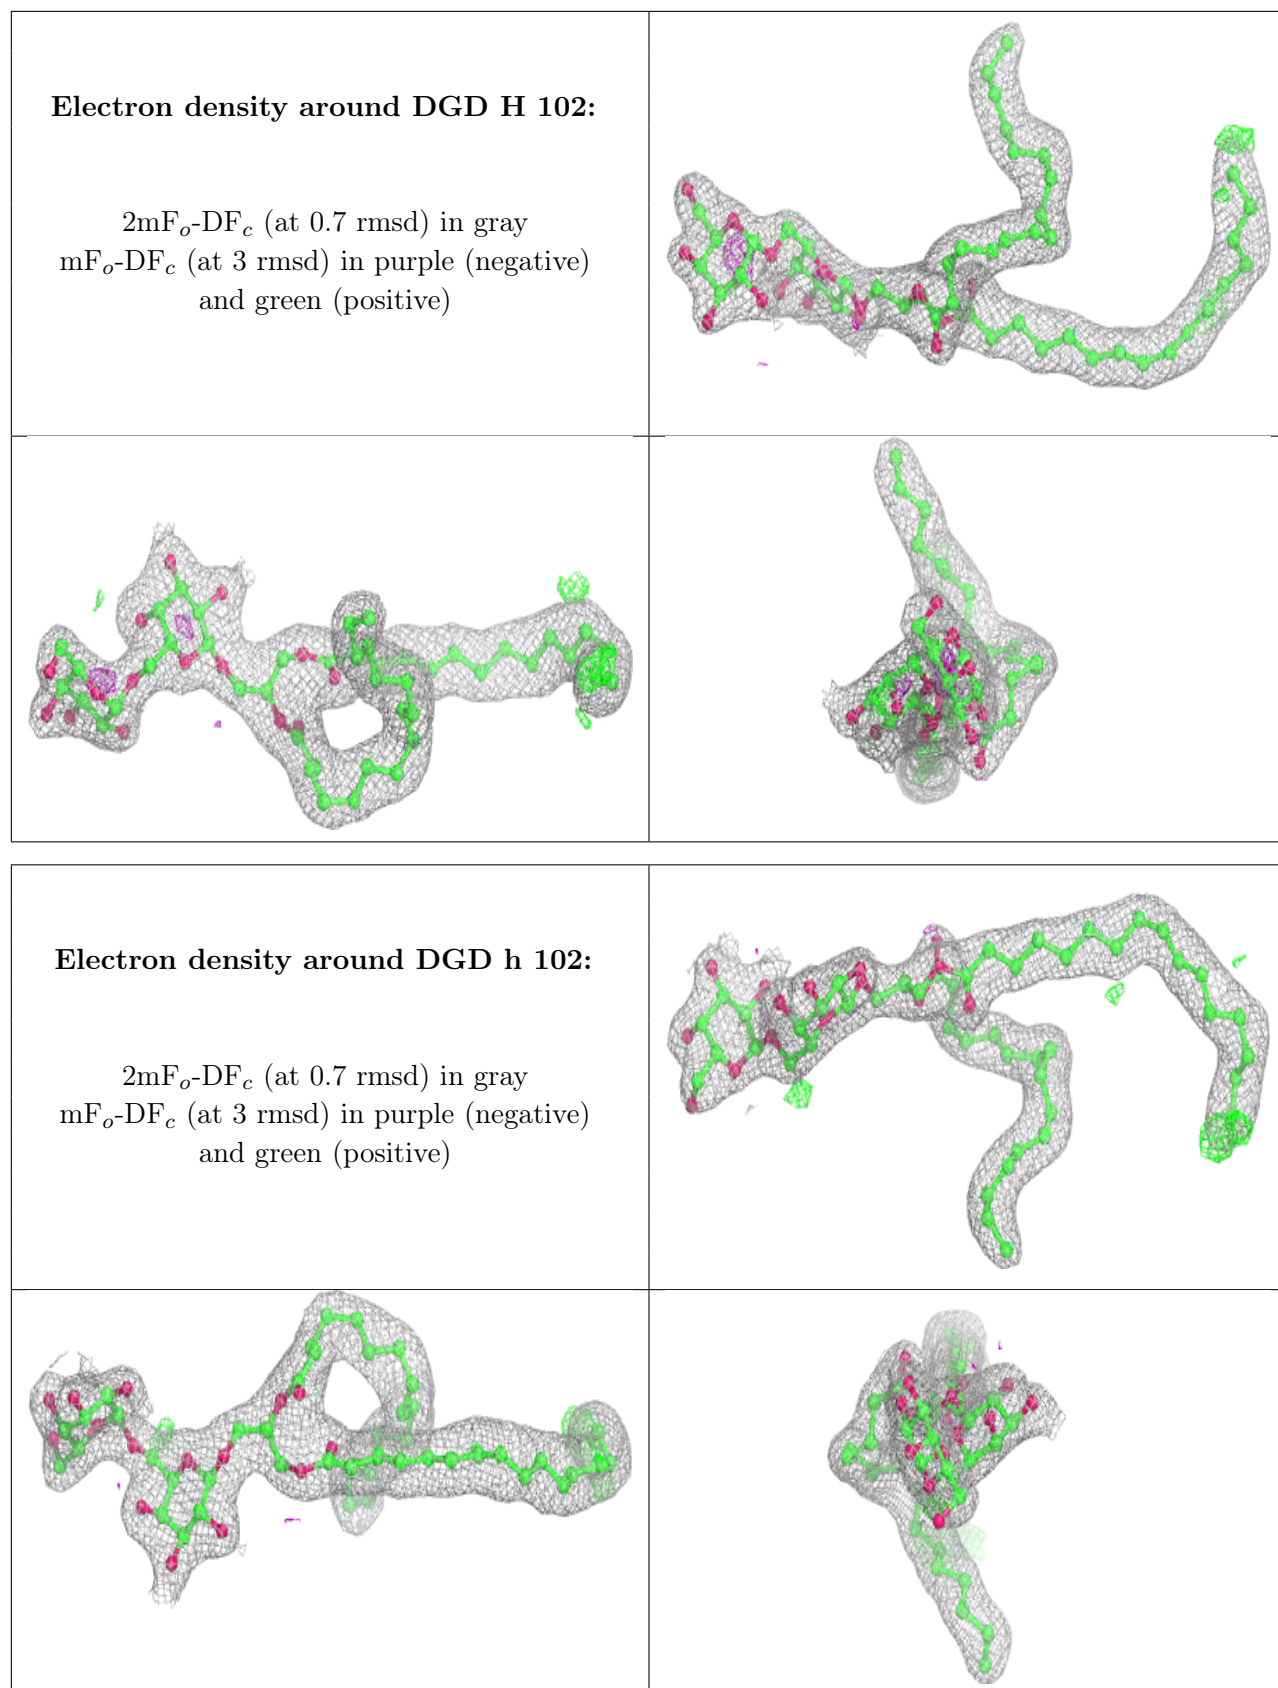 Electron density around DGD H 102:
2mFo-DFc (at 0.7 rmsd) in gray
mFo-DFc (at 3 rmsd) in purple (negative)
and green (positive)
Electron density around DGD h 102:
2mFo-DFc (at 0.7 rmsd) in gray
mFo-DFc (at 3 rmsd) in purple (negative)
and green (positive)